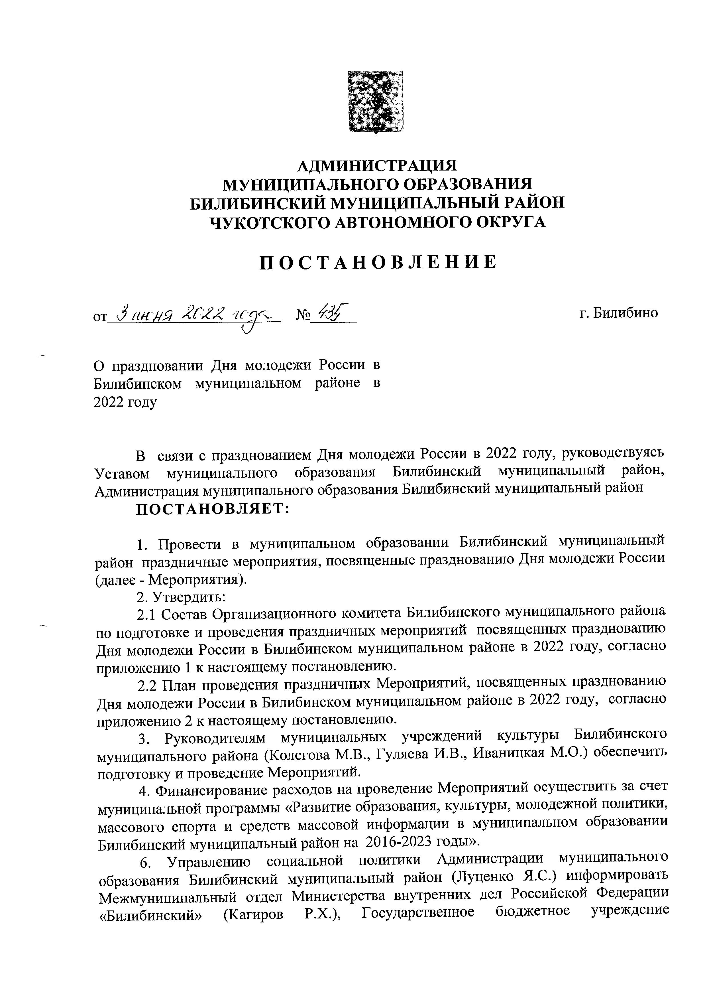 АДМИНИСТРАЦИЯ
МУНИЦИПАЛЬНОГО ОБРАЗОВАНИЯ
БИЛИБИНСКИЙ МУНИЦИПАЛЬНЫЙ РАЙОН
ЧУКОТСКОГО АВТОНОМНОГО ОКРУГА
П О С Т А Н О В Л Е Н И Е
от 3 июня 2022 года № 435 г. Билибино
О праздновании Дня молодежи России в
Билибинском муниципальном районе в
2022 году
В связи с празднованием Дня молодежи России в 2022 году, руководствуясь
Уставом муниципального образования Билибинский муниципальный район,
Администрация муниципального образования Билибинский муниципальный район
ПОСТАНОВЛЯЕТ:
1. Провести в муниципальном образовании Билибинский муниципальный
район праздничные мероприятия, посвященные празднованию Дня молодежи России
(далее - Мероприятия).
2. Утвердить:
2.1 Состав Организационного комитета Билибинского муниципального района
по подготовке и проведения праздничных мероприятий посвященных празднованию
Дня молодежи России в Билибинском муниципальном районе в 2022 году, согласно
приложению 1 к настоящему постановлению.
2.2 План проведения праздничных Мероприятий, посвященных празднованию
Дня молодежи России в Билибинском муниципальном районе в 2022 году, согласно
приложению 2 к настоящему постановлению.
3. Руководителям муниципальных учреждений культуры Билибинского
муниципального района (Колегова М.В., Гуляева И.В., Иваницкая М.О.) обеспечить
подготовку и проведение Мероприятий.
4. Финансирование расходов на проведение Мероприятий осуществить за счет
муниципальной программы «Развитие образования, культуры, молодежной политики,
массового спорта и средств массовой информации в муниципальном образовании
Билибинский муниципальный район на 2016-2023 годы».
6. Управлению социальной политики Администрации муниципального
образования Билибинский муниципальный район (Луценко Я.С.) информировать
Межмуниципальный отдел Министерства внутренних дел Российской Федерации
«Билибинский» (Кагиров Р.Х.), Государственное бюджетное учреждение